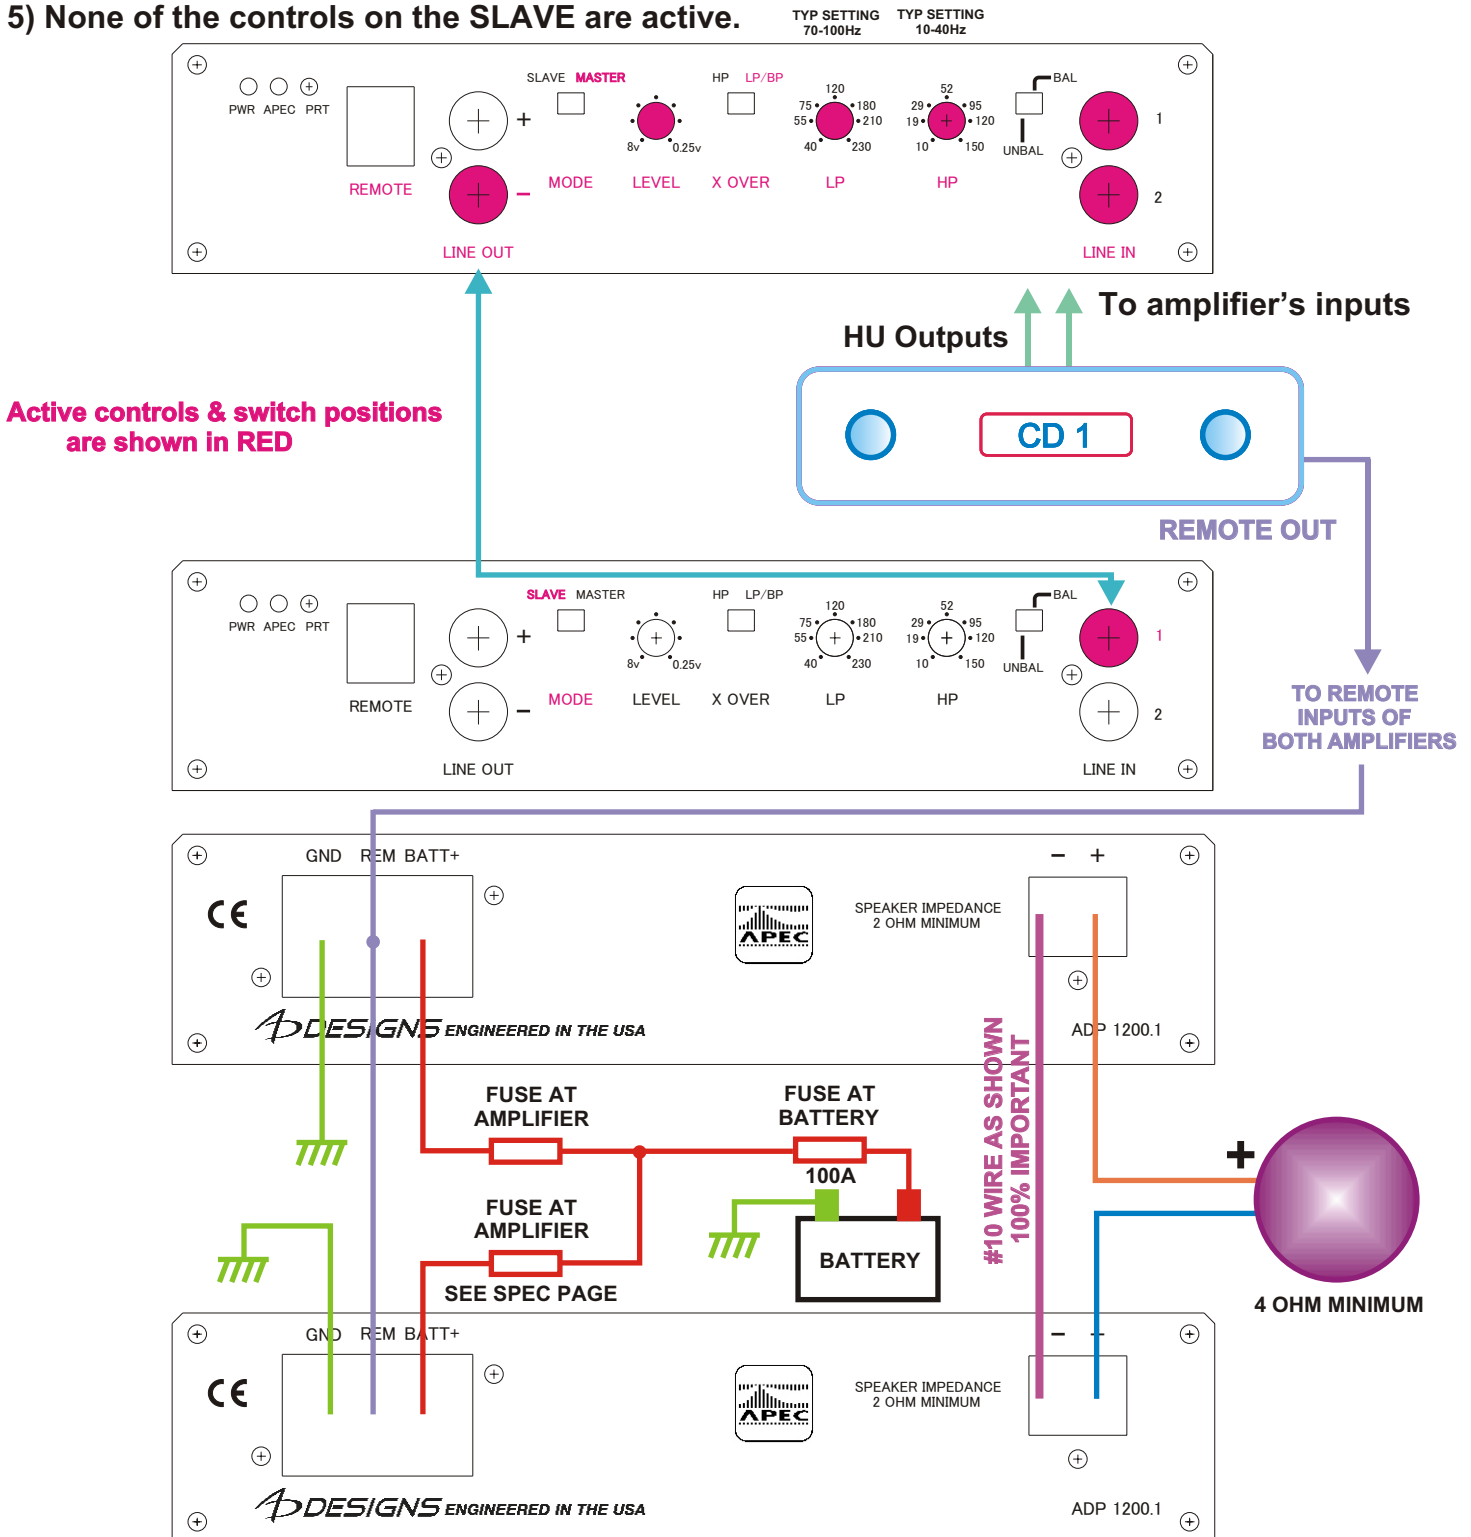 5) None of the controls on the SLAVE are active.
TYP SETTING
70-100Hz
TYP SETTING
10-40Hz
PWR APEC PRT
REMOTE
+
−
LINE OUT
SLAVE MASTER
MODE
8v 0.25v
LEVEL
HP LP/BP
X OVER
120
75 180
55 210
40 230
LP
52
29 95
19 120
10 150
HP
BAL
UNBAL
1
2
LINE IN
To amplifier’s inputs
HU Outputs
Active controls & switch positions
are shown in RED
CD 1
REMOTE OUT
PWR APEC PRT
REMOTE
+
−
LINE OUT
SLAVE MASTER
MODE
8v 0.25v
LEVEL
HP LP/BP
X OVER
120
75 180
55 210
40 230
LP
52
29 95
19 120
10 150
HP
BAL
UNBAL
1
2
LINE IN
TO REMOTE
INPUTS OF
BOTH AMPLIFIERS
GND REM BATT+
CE
APEC
SPEAKER IMPEDANCE
2 OHM MINIMUM
− +
AD DESIGNS ENGINEERED IN THE USA
ADP 1200.1
#10 WIRE AS SHOWN
100% IMPORTANT
FUSE AT
AMPLIFIER
FUSE AT
BATTERY
100A
FUSE AT
AMPLIFIER
SEE SPEC PAGE
BATTERY
+
4 OHM MINIMUM
GND REM BATT+
CE
APEC
SPEAKER IMPEDANCE
2 OHM MINIMUM
− +
AD DESIGNS ENGINEERED IN THE USA
ADP 1200.1